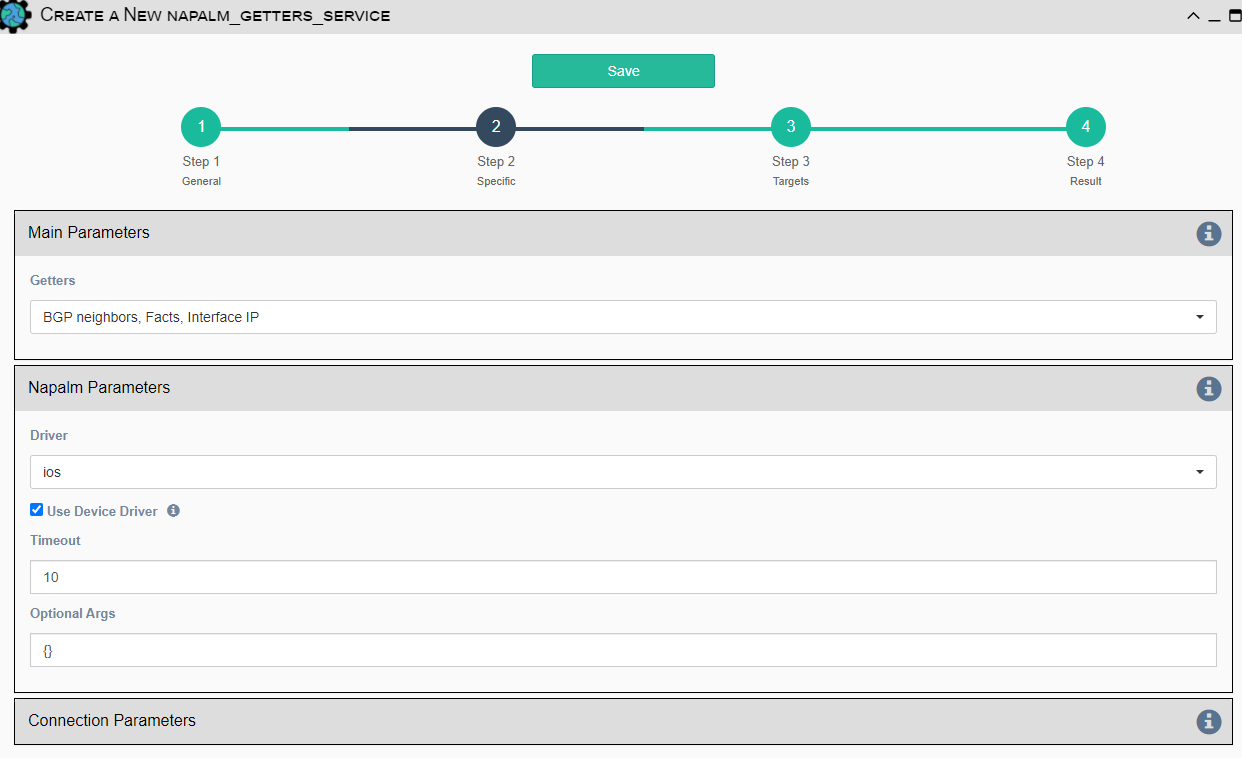 Create a New napalm_getters_service
Save
1 2 3 4
Step 1 Step 2 Step 3 Step 4
General Specific Targets Result
Main Parameters
Getters
BGP neighbors, Facts, Interface IP
Napalm Parameters
Driver
ios
Use Device Driver
Timeout
10
Optional Args
{}
Connection Parameters